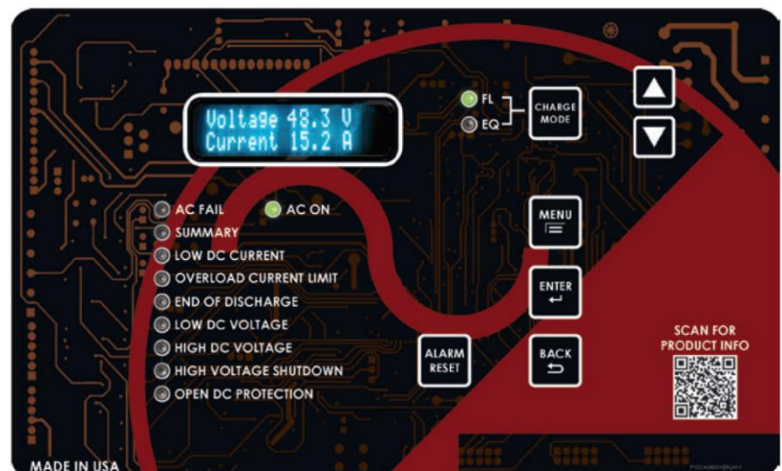 Voltage 48.3 V
Current 15.2 A
FL
EQ
CHARGE
MODE
AC FAIL
AC ON
SUMMARY
LOW DC CURRENT
OVERLOAD CURRENT LIMIT
END OF DISCHARGE
LOW DC VOLTAGE
HIGH DC VOLTAGE
HIGH VOLTAGE SHUTDOWN
OPEN DC PROTECTION
MENU
ENTER
ALARM
RESET
BACK
SCAN FOR
PRODUCT INFO
MADE IN USA